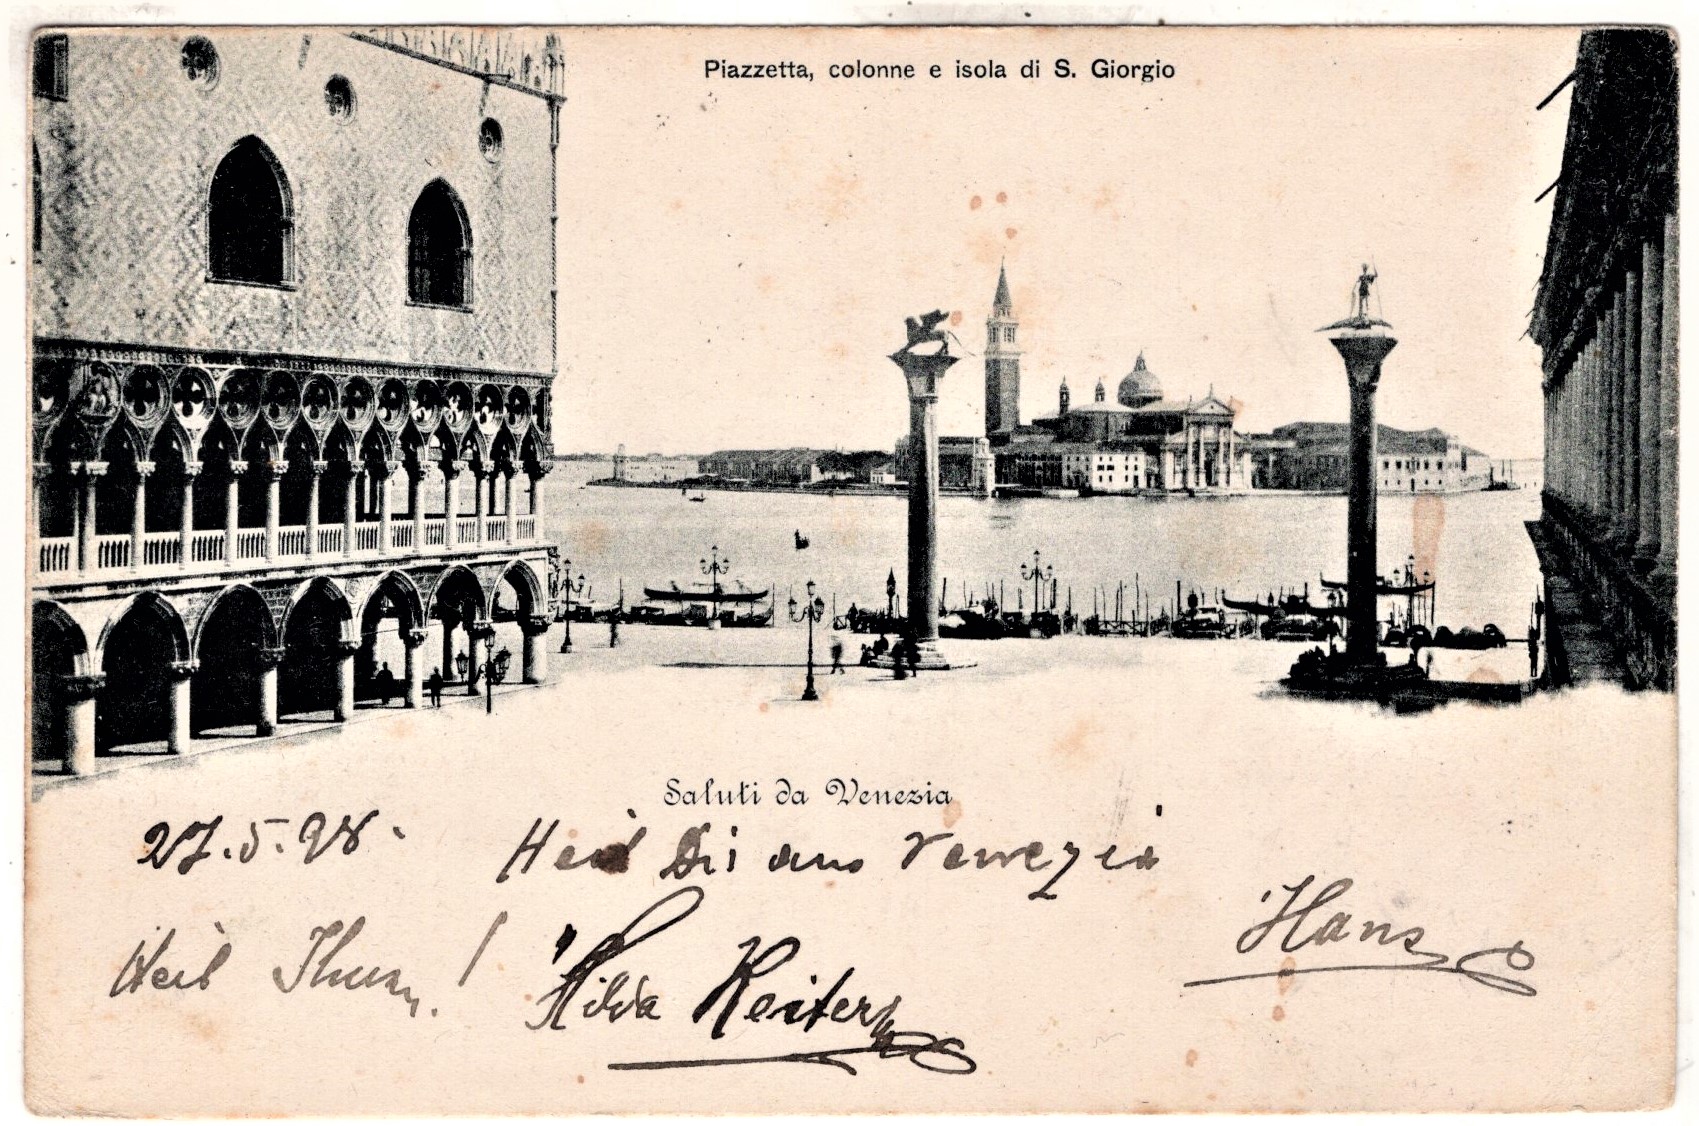 Piazzetta, colonne e isola di S. Giorgio
Saluti da Venezia
27.5.98.
Heil Dir aus Venezia
Hans
Heil Ihnen!
Hilda Reiter